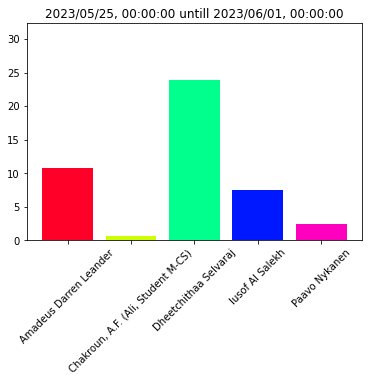 2023/05/25, 00:00:00 untill 2023/06/01, 00:00:00
30
25
20
15
10
5
0
Amadeus Darren Leander
Chakroun, A.F. (Ali, Student M-CS)
Dheetchithaa Selvaraj
Iusof Al Salekh
Paavo Nykanen